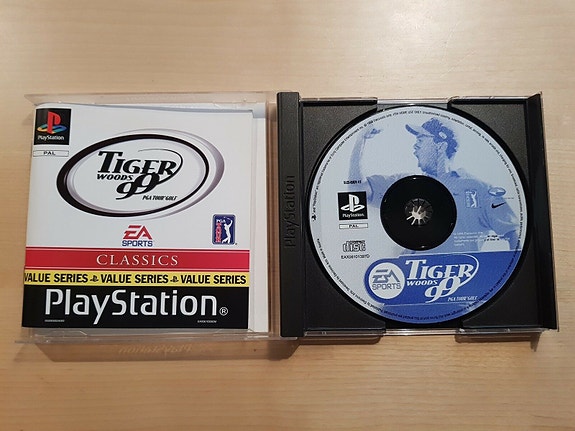 PlayStation
PAL
TIGER
WOODS
99
PGA TOUR GOLF
EA
SPORTS
PGA TOUR
CLASSICS
VALUE SERIES VALUE SERIES VALUE SERIES
PlayStation®
PlayStation
PlayStation
PAL
disc
EA
SPORTS
TIGER
WOODS
99
PGA TOUR GOLF